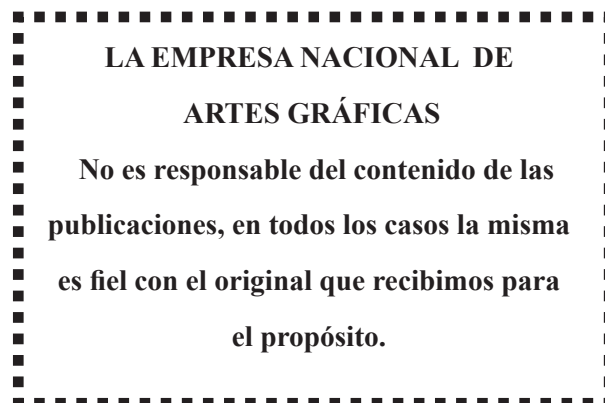 LA EMPRESA NACIONAL DE
ARTES GRÁFICAS
No es responsable del contenido de las
publicaciones, en todos los casos la misma
es fiel con el original que recibimos para
el propósito.